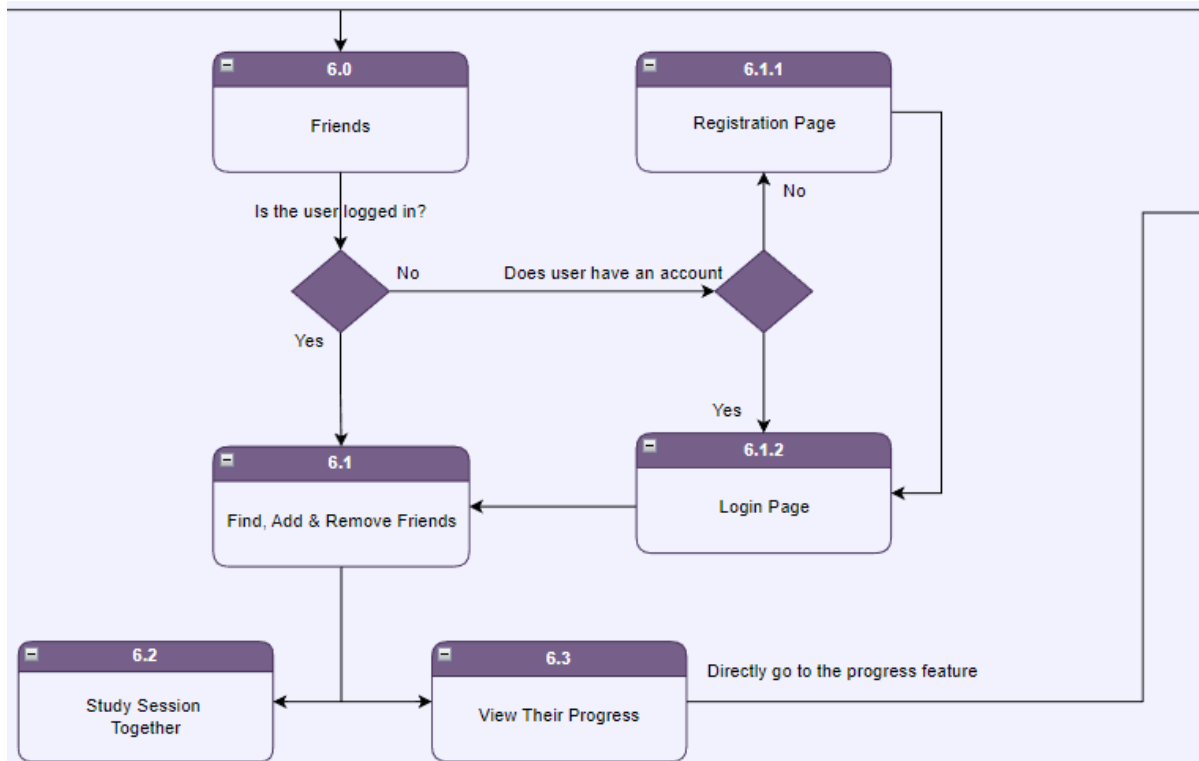 6.0
Friends
6.1.1
Registration Page
Is the user logged in?
No
No
Does user have an account
Yes
Yes
6.1
Find, Add & Remove Friends
6.1.2
Login Page
6.2
Study Session
Together
6.3
View Their Progress
Directly go to the progress feature